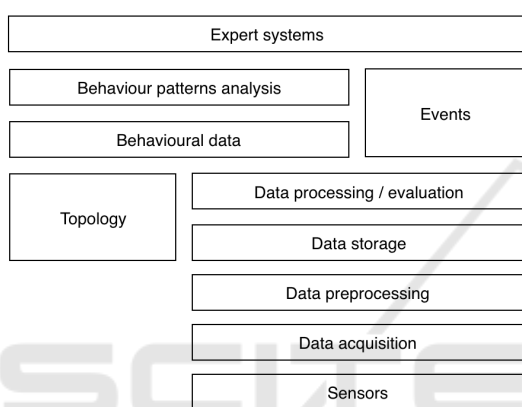 Expert systems
Behaviour patterns analysis
Events
Behavioural data
Topology
Data processing / evaluation
Data storage
Data preprocessing
Data acquisition
Sensors